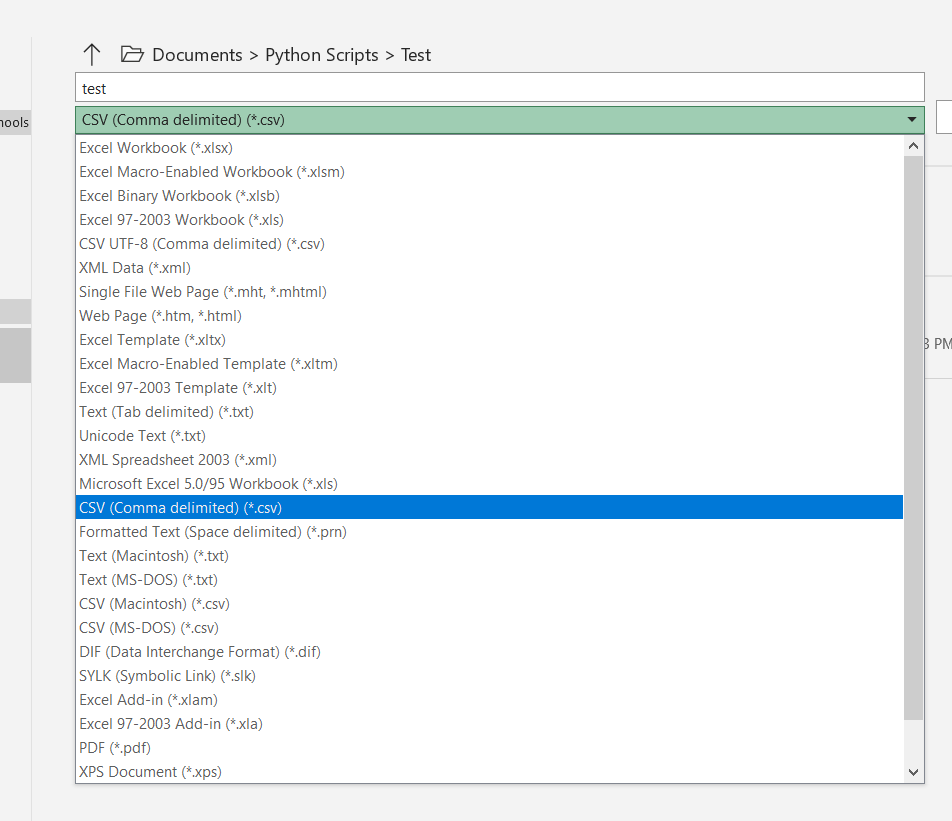 Documents > Python Scripts > Test
test
hools
CSV (Comma delimited) (*.csv)
Excel Workbook (*.xlsx)
Excel Macro-Enabled Workbook (*.xlsm)
Excel Binary Workbook (*.xlsb)
Excel 97-2003 Workbook (*.xls)
CSV UTF-8 (Comma delimited) (*.csv)
XML Data (*.xml)
Single File Web Page (*.mht, *.mhtml)
Web Page (*.htm, *.html)
Excel Template (*.xltx)
3 PM
Excel Macro-Enabled Template (*.xltm)
Excel 97-2003 Template (*.xlt)
Text (Tab delimited) (*.txt)
Unicode Text (*.txt)
XML Spreadsheet 2003 (*.xml)
Microsoft Excel 5.0/95 Workbook (*.xls)
CSV (Comma delimited) (*.csv)
Formatted Text (Space delimited) (*.prn)
Text (Macintosh) (*.txt)
Text (MS-DOS) (*.txt)
CSV (Macintosh) (*.csv)
CSV (MS-DOS) (*.csv)
DIF (Data Interchange Format) (*.dif)
SYLK (Symbolic Link) (*.slk)
Excel Add-in (*.xlam)
Excel 97-2003 Add-in (*.xla)
PDF (*.pdf)
XPS Document (*.xps)